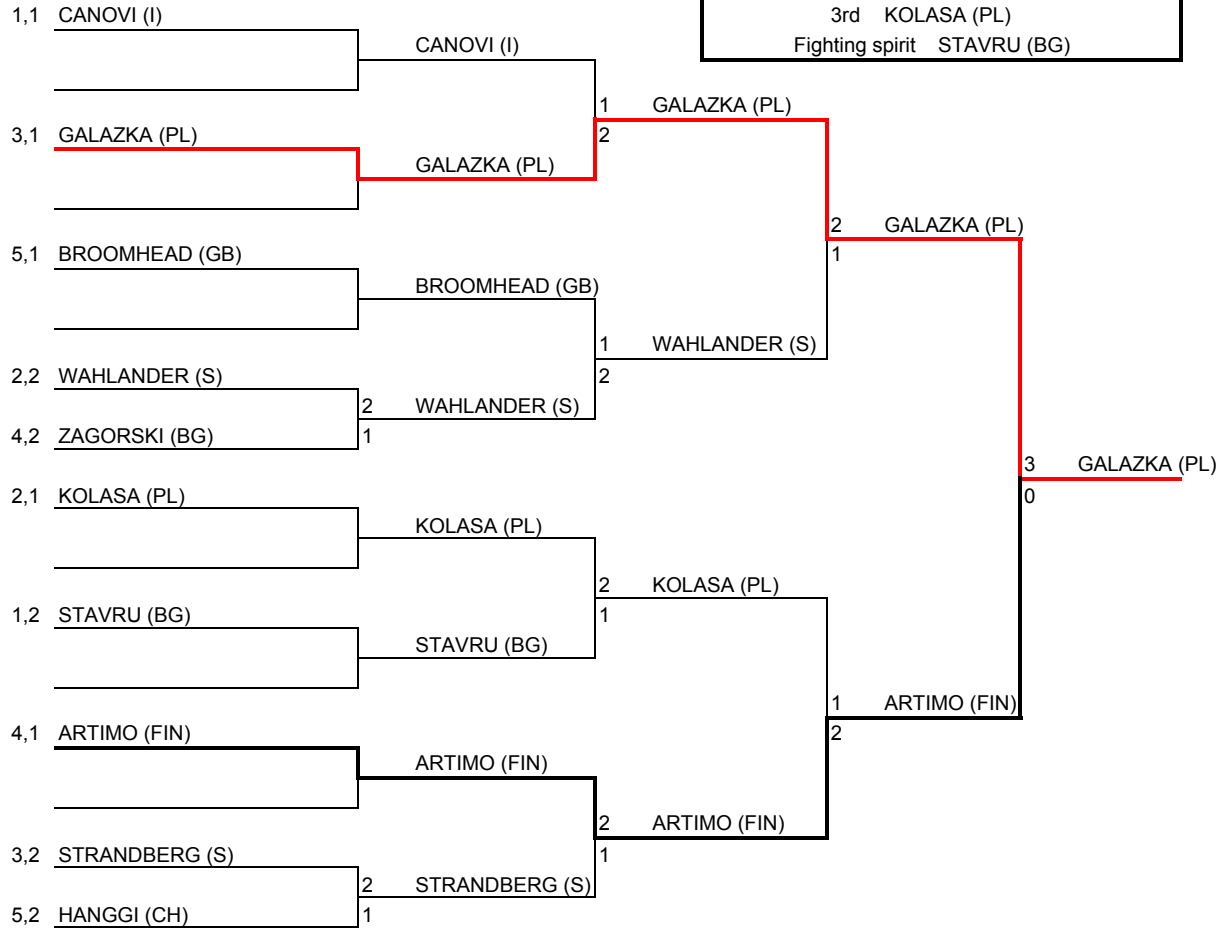 1,1 CANOVI (I)
3rd KOLASA (PL)
CANOVI (I)
Fighting spirit STAVRU (BG)
1 GALAZKA (PL)
3,1 GALAZKA (PL)
2
GALAZKA (PL)
2 GALAZKA (PL)
5,1 BROOMHEAD (GB)
1
BROOMHEAD (GB)
1 WAHLANDER (S)
2,2 WAHLANDER (S)
2
2 WAHLANDER (S)
4,2 ZAGORSKI (BG)
1
3 GALAZKA (PL)
2,1 KOLASA (PL)
0
KOLASA (PL)
2 KOLASA (PL)
1,2 STAVRU (BG)
1
STAVRU (BG)
1 ARTIMO (FIN)
4,1 ARTIMO (FIN)
2
ARTIMO (FIN)
2 ARTIMO (FIN)
3,2 STRANDBERG (S)
1
2 STRANDBERG (S)
5,2 HANGGI (CH)
1